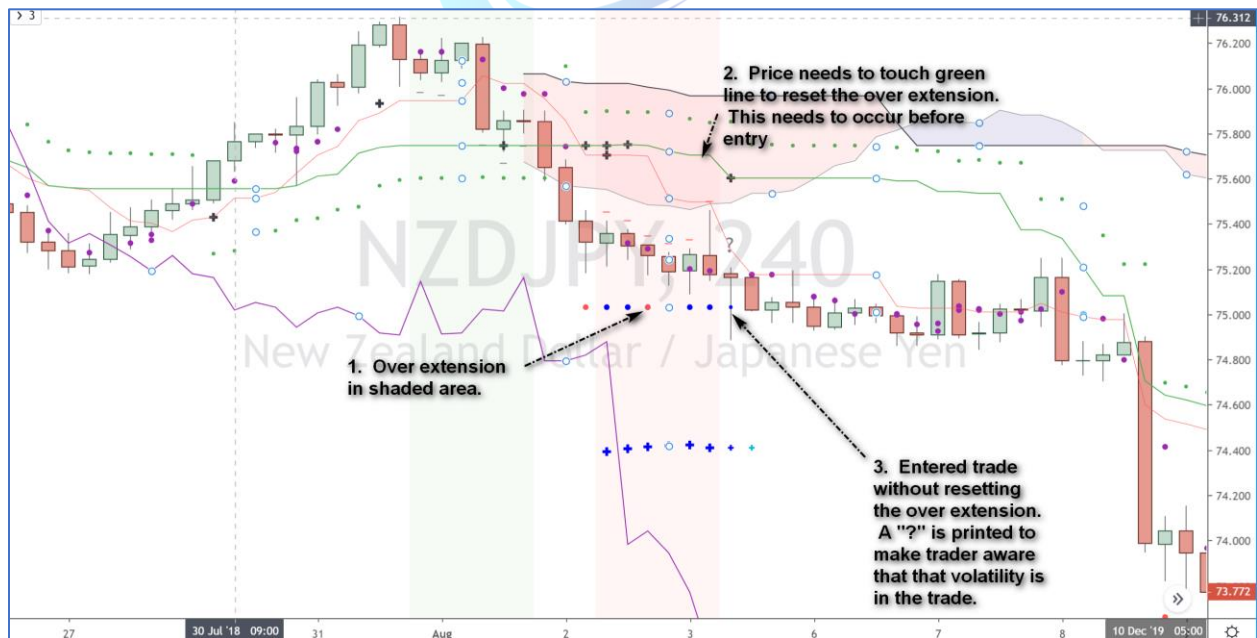 3
76.312
76.200
76.000
75.800
75.600
75.400
75.200
75.000
74.800
74.600
74.400
74.200
74.000
73.772
2. Price needs to touch green
line to reset the over extension.
This needs to occur before
entry
NZDJPY, 240
New Zealand Dollar / Japanese Yen
?
1. Over extension
in shaded area.
3. Entered trade
without resetting
the over extension.
A "?" is printed to
make trader aware
that that volatility is
in the trade.
27
30 Jul '18 09:00
31
Aug
2
3
6
7
8
10 Dec '19 05:00